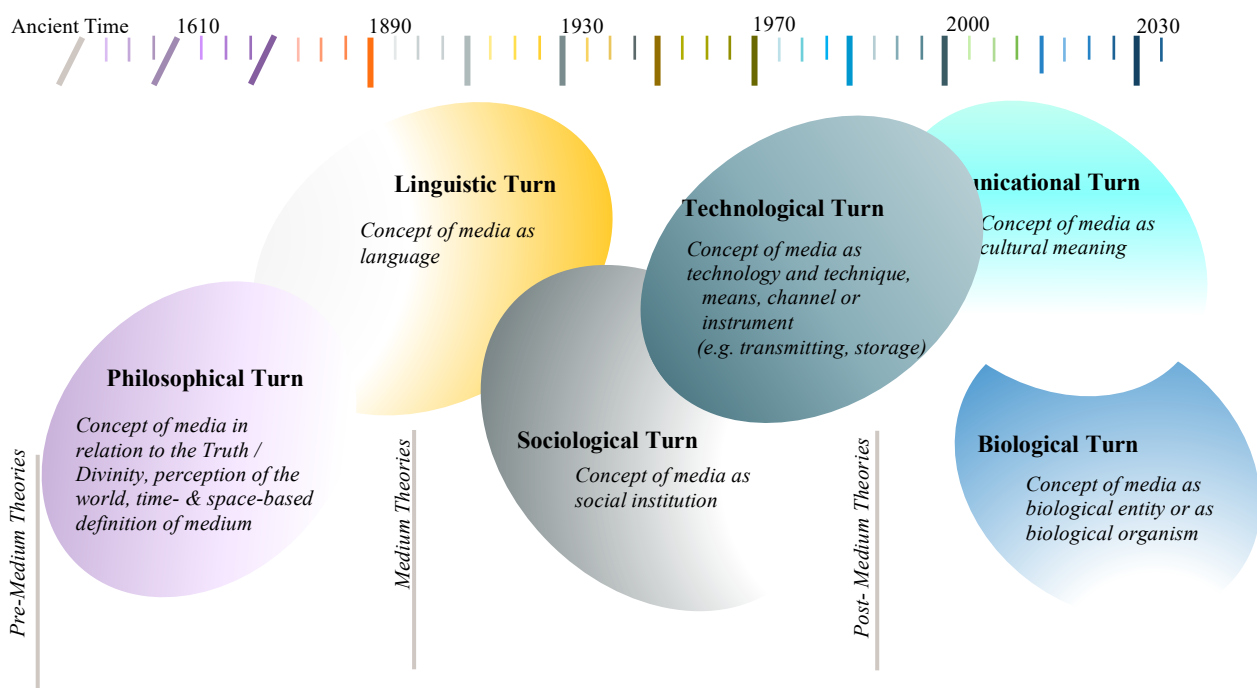 Ancient Time
1610
1890
1930
1970
2000
2030
Linguistic Turn
Concept of media as
language
Technological Turn
Concept of media as
technology and technique,
means, channel or
instrument
(e.g. transmitting, storage)
unicational Turn
Concept of media as
cultural meaning
Philosophical Turn
Concept of media in
relation to the Truth /
Divinity, perception of the
world, time- & space-based
definition of medium
Sociological Turn
Concept of media as
social institution
Biological Turn
Concept of media as
biological entity or as
biological organism
Pre-Medium Theories
Medium Theories
Post- Medium Theories